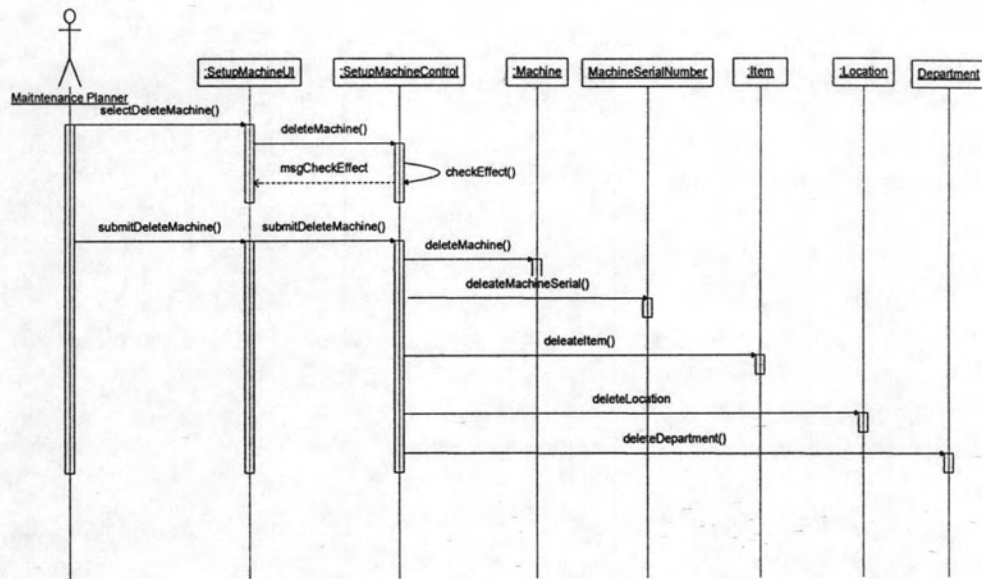 :SetupMachineUI
:SetupMachineControl
:Machine
MachineSerialNumber
:Item
:Location
Department
Maitntenance Planner
selectDeleteMachine()
deleteMachine()
msgCheckEffect
checkEffect()
submitDeleteMachine()
submitDeleteMachine()
deleteMachine()
deleateMachineSerial()
deleateItem()
deleteLocation
deleteDepartment()